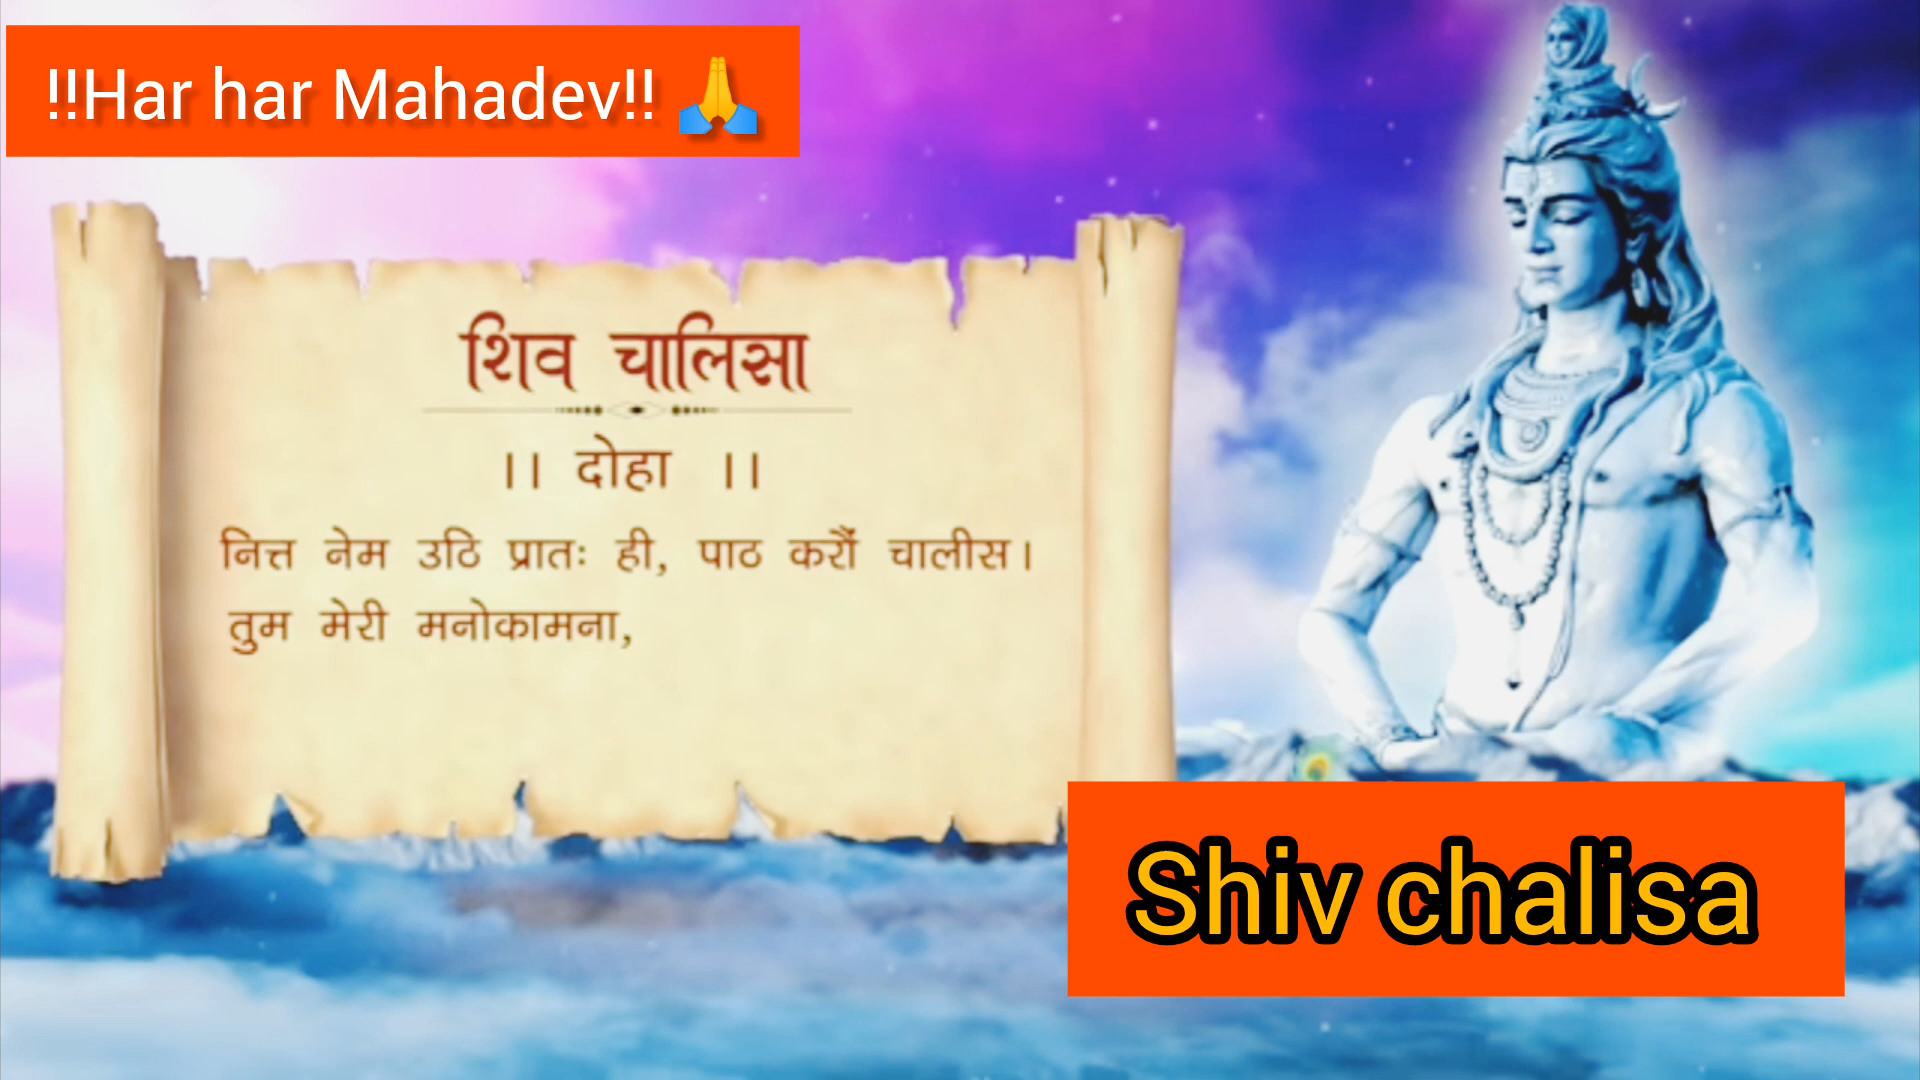 !!Har har Mahadev!! 🙏
शिव चालिसा
।। दोहा ।।
नित्त नेम उठि प्रातः ही, पाठ करौं चालीस।
तुम मेरी मनोकामना,
Shiv chalisa